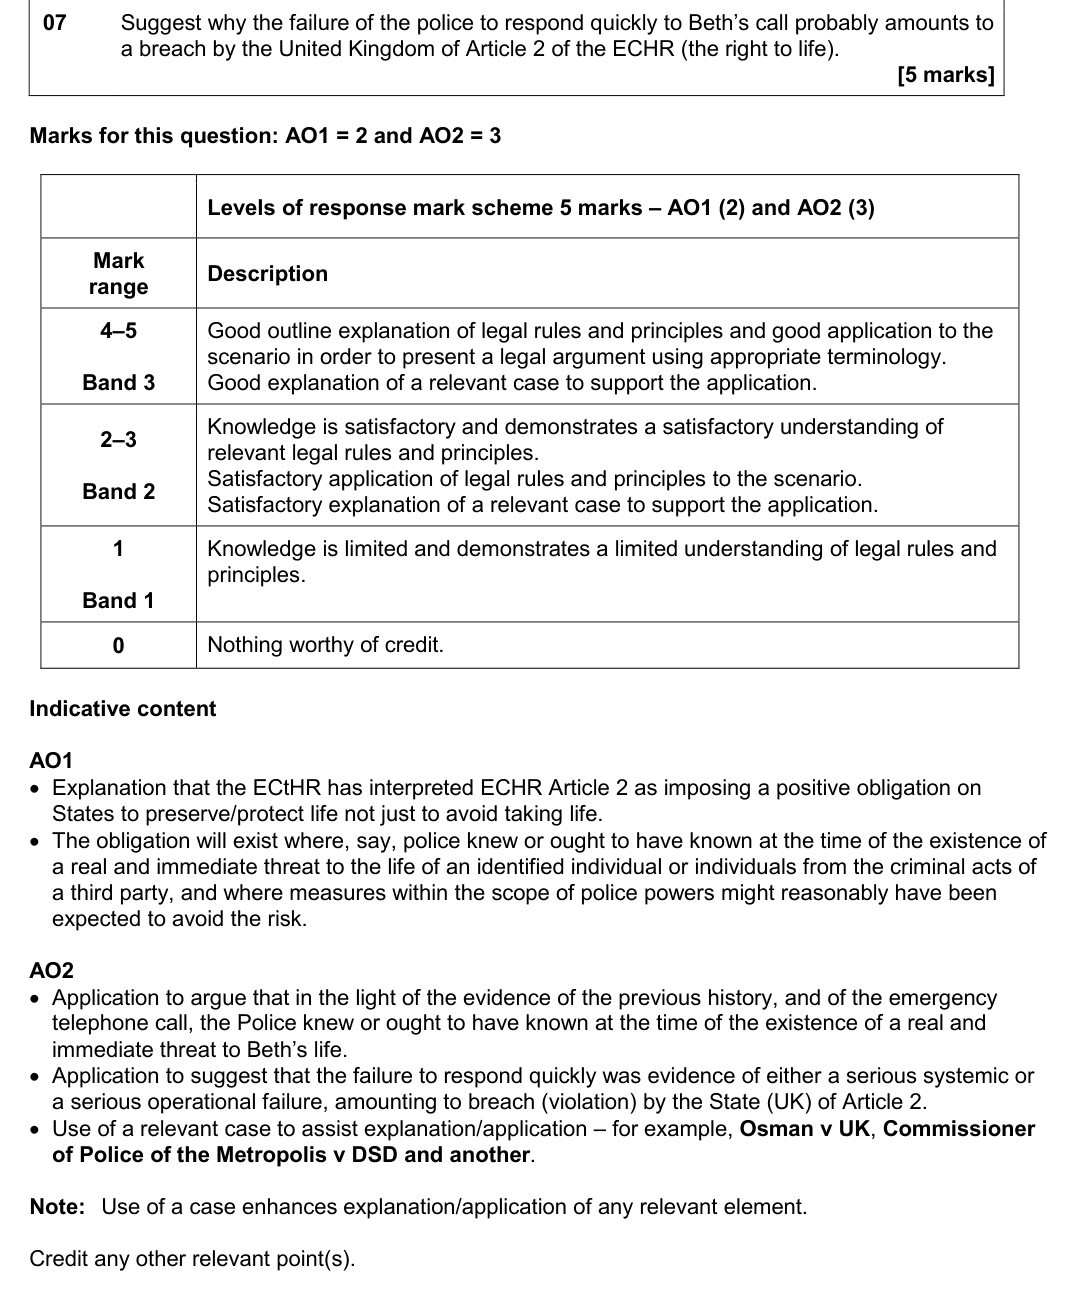 07 Suggest why the failure of the police to respond quickly to Beth’s call probably amounts to
a breach by the United Kingdom of Article 2 of the ECHR (the right to life).
[5 marks]
Marks for this question: AO1 = 2 and AO2 = 3
Levels of response mark scheme 5 marks – AO1 (2) and AO2 (3)
Mark
range
Description
4–5
Band 3
Good outline explanation of legal rules and principles and good application to the
scenario in order to present a legal argument using appropriate terminology.
Good explanation of a relevant case to support the application.
2–3
Band 2
Knowledge is satisfactory and demonstrates a satisfactory understanding of
relevant legal rules and principles.
Satisfactory application of legal rules and principles to the scenario.
Satisfactory explanation of a relevant case to support the application.
1
Band 1
Knowledge is limited and demonstrates a limited understanding of legal rules and
principles.
0
Nothing worthy of credit.
Indicative content
AO1
• Explanation that the ECtHR has interpreted ECHR Article 2 as imposing a positive obligation on
States to preserve/protect life not just to avoid taking life.
• The obligation will exist where, say, police knew or ought to have known at the time of the existence of
a real and immediate threat to the life of an identified individual or individuals from the criminal acts of
a third party, and where measures within the scope of police powers might reasonably have been
expected to avoid the risk.
AO2
• Application to argue that in the light of the evidence of the previous history, and of the emergency
telephone call, the Police knew or ought to have known at the time of the existence of a real and
immediate threat to Beth’s life.
• Application to suggest that the failure to respond quickly was evidence of either a serious systemic or
a serious operational failure, amounting to breach (violation) by the State (UK) of Article 2.
• Use of a relevant case to assist explanation/application – for example, Osman v UK, Commissioner
of Police of the Metropolis v DSD and another.
Note: Use of a case enhances explanation/application of any relevant element.
Credit any other relevant point(s).